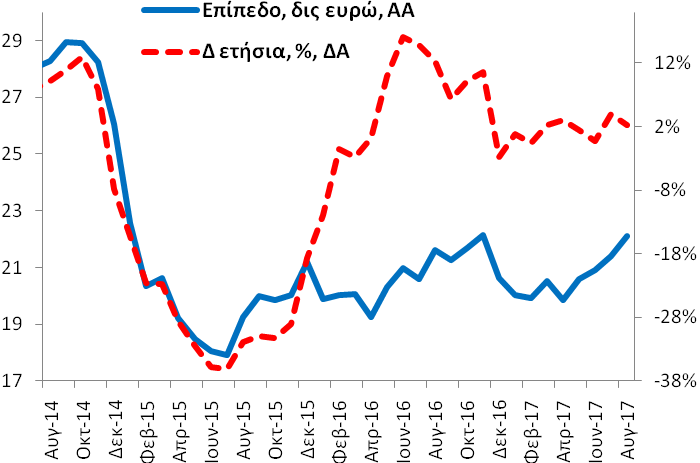 Επίπεδο, δις ευρώ, ΑΑ
Δ ετήσια, %, ΔΑ
29
27
25
23
21
19
17
12%
2%
-8%
-18%
-28%
-38%
Αυγ-14
Οκτ-14
Δεκ-14
Φεβ-15
Απρ-15
Ιουν-15
Αυγ-15
Οκτ-15
Δεκ-15
Φεβ-16
Απρ-16
Ιουν-16
Αυγ-16
Οκτ-16
Δεκ-16
Φεβ-17
Απρ-17
Ιουν-17
Αυγ-17